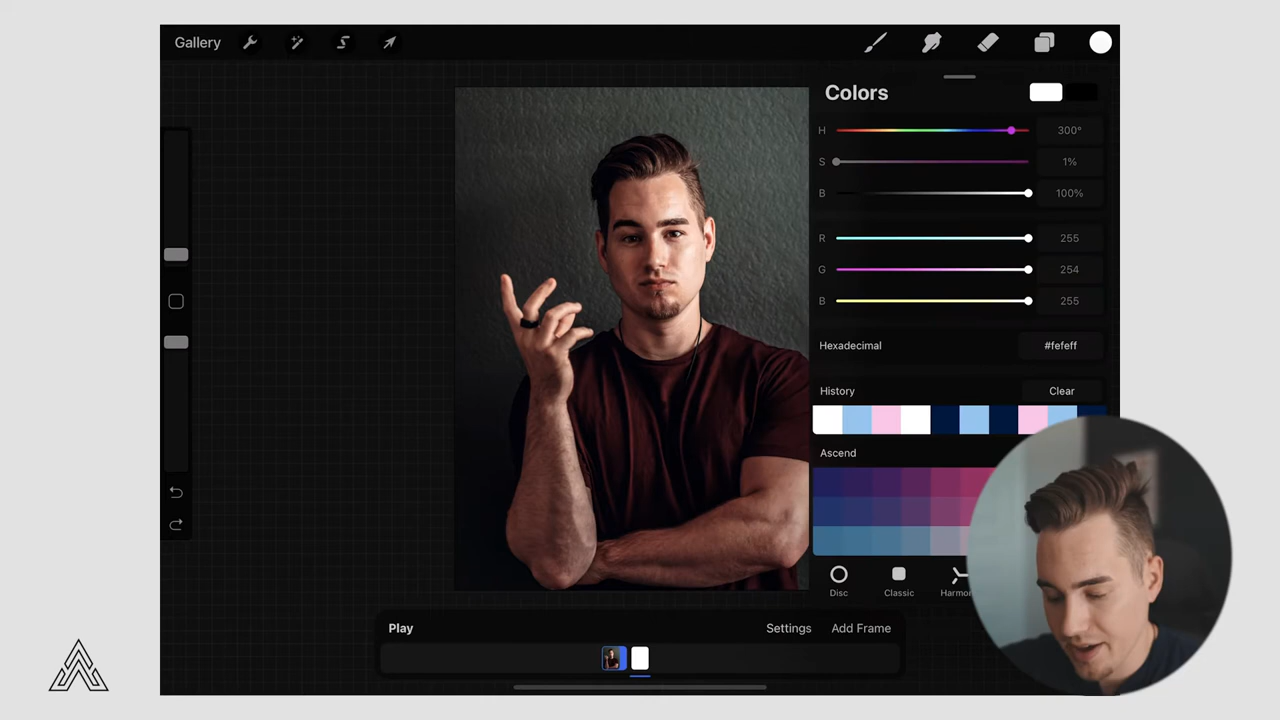 Gallery
Colors
H 300°
S 1%
B 100%
R 255
G 254
B 255
Hexadecimal #fefeff
History Clear
Ascend
Disc Classic
Play Settings Add Frame